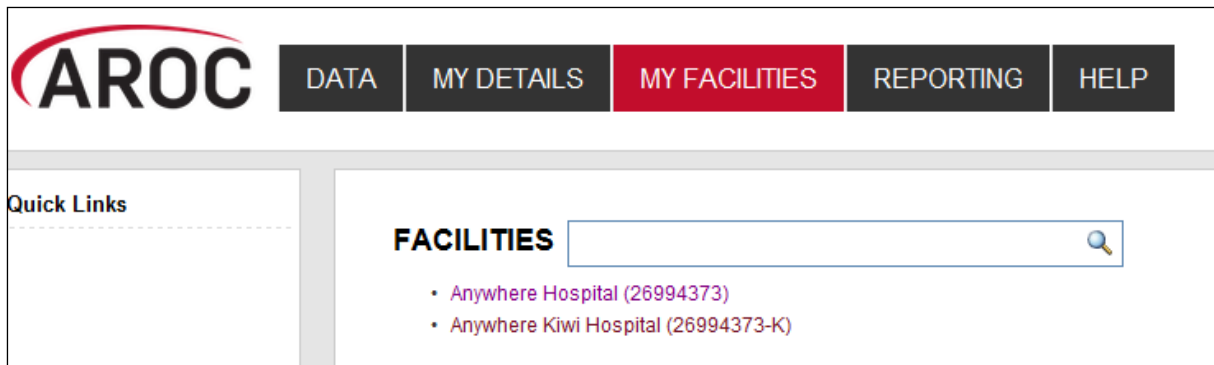 AROC DATA MY DETAILS MY FACILITIES REPORTING HELP
Quick Links
FACILITIES
• Anywhere Hospital (26994373)
• Anywhere Kiwi Hospital (26994373-K)